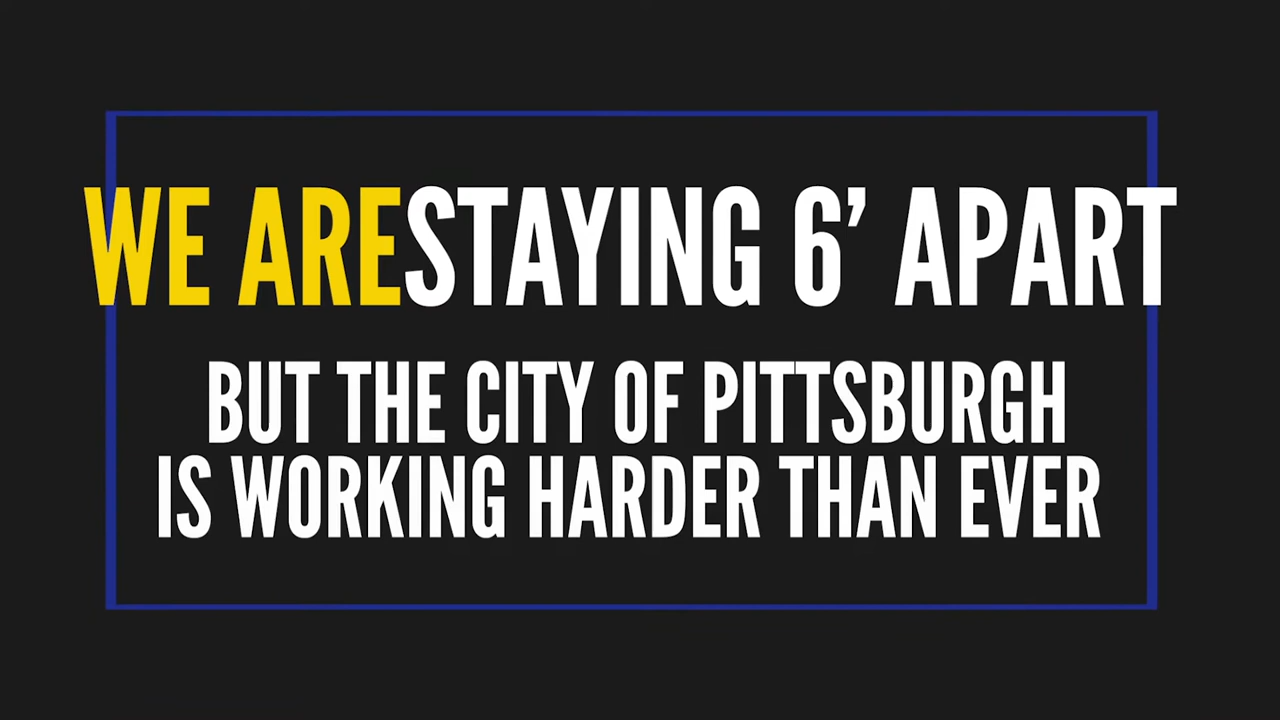 WE ARESTAYING 6’ APART
BUT THE CITY OF PITTSBURGH
IS WORKING HARDER THAN EVER